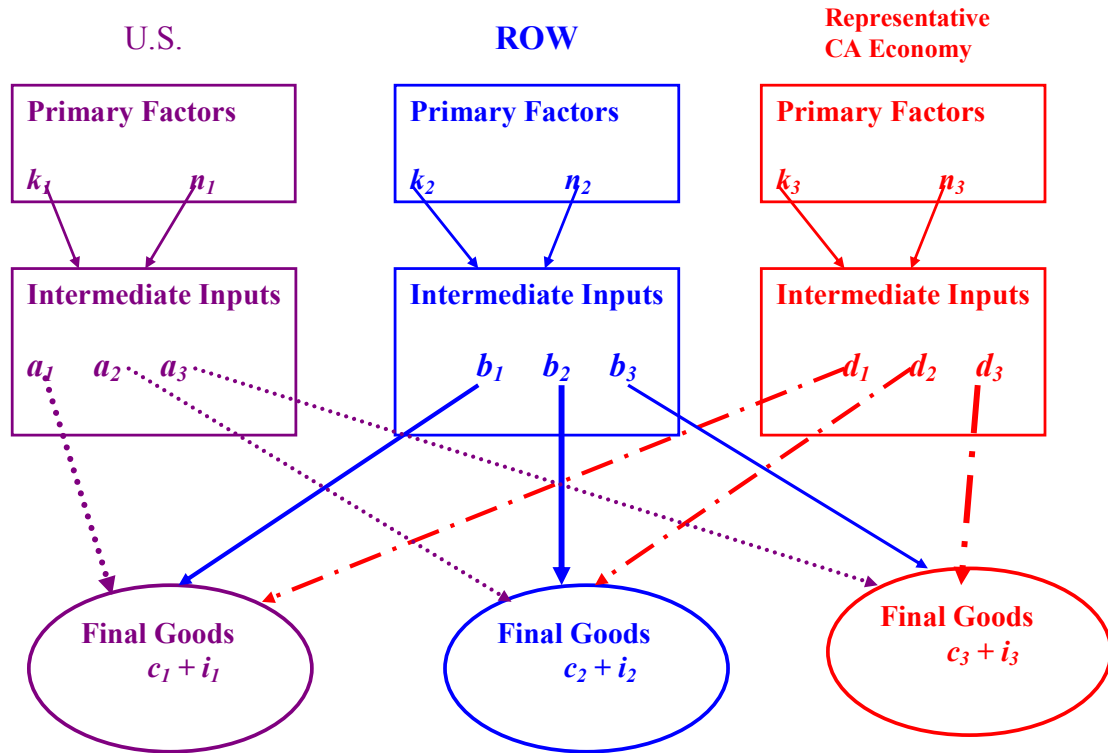 U.S.
ROW
Representative
CA Economy
Primary Factors
k₁ n₁
Primary Factors
k₂ n₂
Primary Factors
k₃ n₃
Intermediate Inputs
a₁ a₂ a₃
Intermediate Inputs
b₁ b₂ b₃
Intermediate Inputs
d₁ d₂ d₃
Final Goods
c₁ + i₁
Final Goods
c₂ + i₂
Final Goods
c₃ + i₃